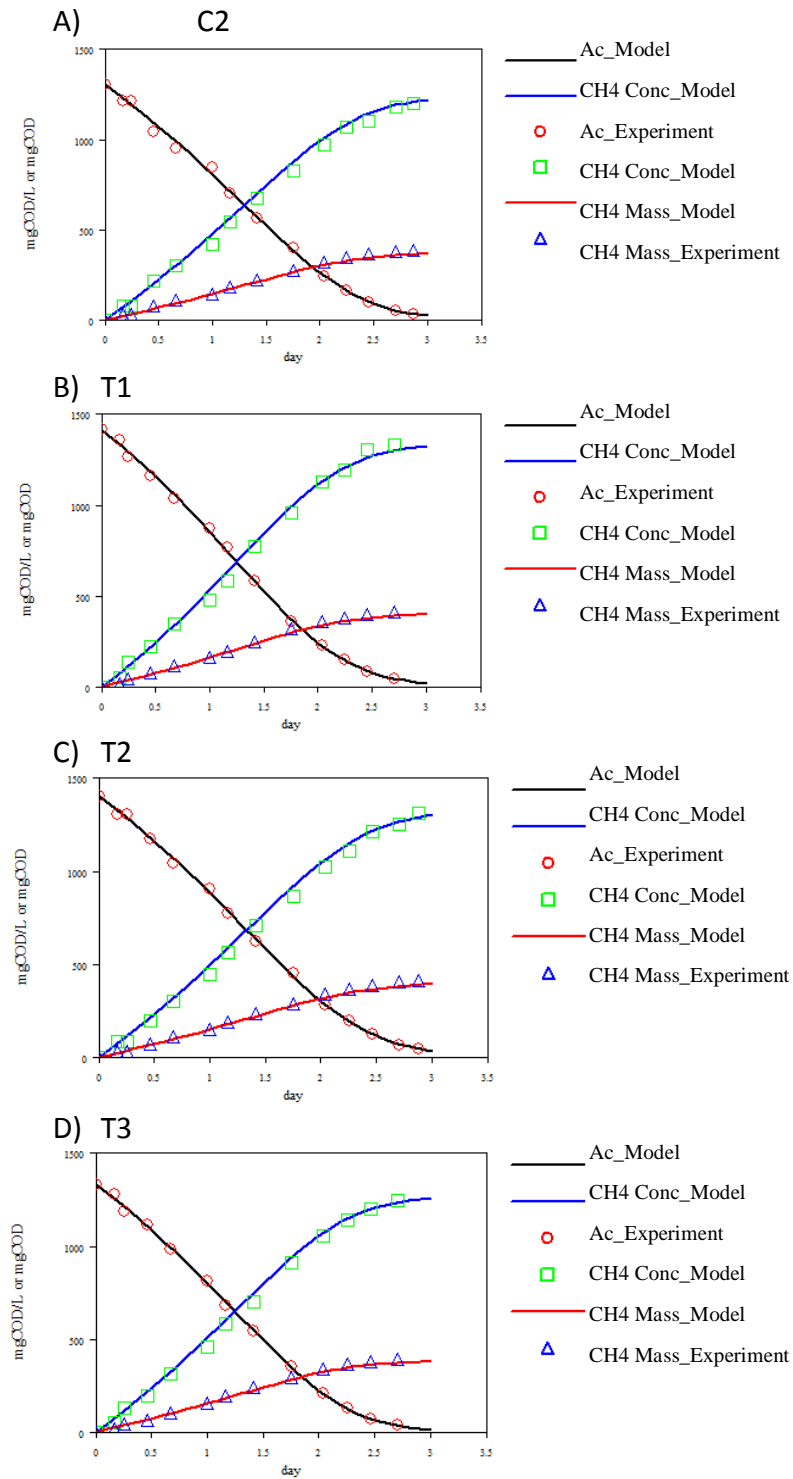 A) C2
mgCOD/L or mgCOD
1500
1000
500
0
0 0.5 1 1.5 2 2.5 3 3.5
day
Ac_Model
CH4 Conc_Model
Ac_Experiment
CH4 Conc_Model
CH4 Mass_Model
CH4 Mass_Experiment
B) T1
mgCOD/L or mgCOD
1500
1000
500
0
0 0.5 1 1.5 2 2.5 3 3.5
day
Ac_Model
CH4 Conc_Model
Ac_Experiment
CH4 Conc_Model
CH4 Mass_Model
CH4 Mass_Experiment
C) T2
mgCOD/L or mgCOD
1500
1000
500
0
0 0.5 1 1.5 2 2.5 3 3.5
day
Ac_Model
CH4 Conc_Model
Ac_Experiment
CH4 Conc_Model
CH4 Mass_Model
CH4 Mass_Experiment
D) T3
mgCOD/L or mgCOD
1500
1000
500
0
0 0.5 1 1.5 2 2.5 3 3.5
day
Ac_Model
CH4 Conc_Model
Ac_Experiment
CH4 Conc_Model
CH4 Mass_Model
CH4 Mass_Experiment